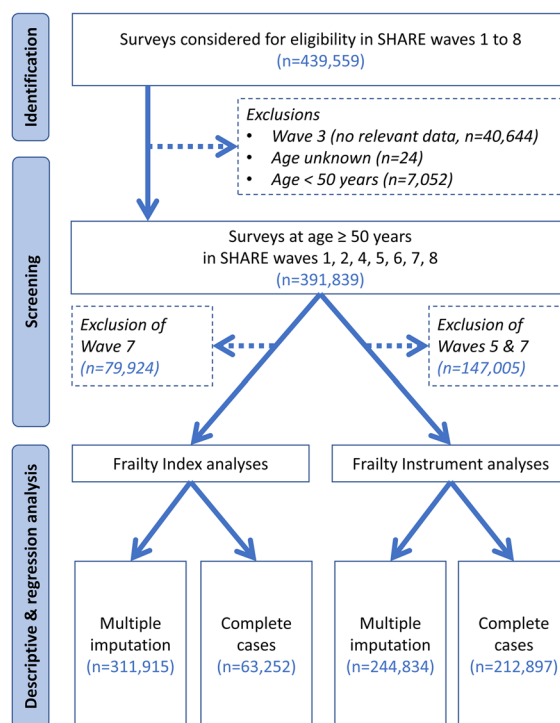 Identification
Surveys considered for eligibility in SHARE waves 1 to 8
(n=439,559)
Exclusions
• Wave 3 (no relevant data, n=40,644)
• Age unknown (n=24)
• Age < 50 years (n=7,052)
Screening
Surveys at age ≥ 50 years
in SHARE waves 1, 2, 4, 5, 6, 7, 8
(n=391,839)
Exclusion of
Wave 7
(n=79,924)
Exclusion of
Waves 5 & 7
(n=147,005)
Descriptive & regression analysis
Frailty Index analyses
Frailty Instrument analyses
Multiple
imputation
(n=311,915)
Complete
cases
(n=63,252)
Multiple
imputation
(n=244,834)
Complete
cases
(n=212,897)